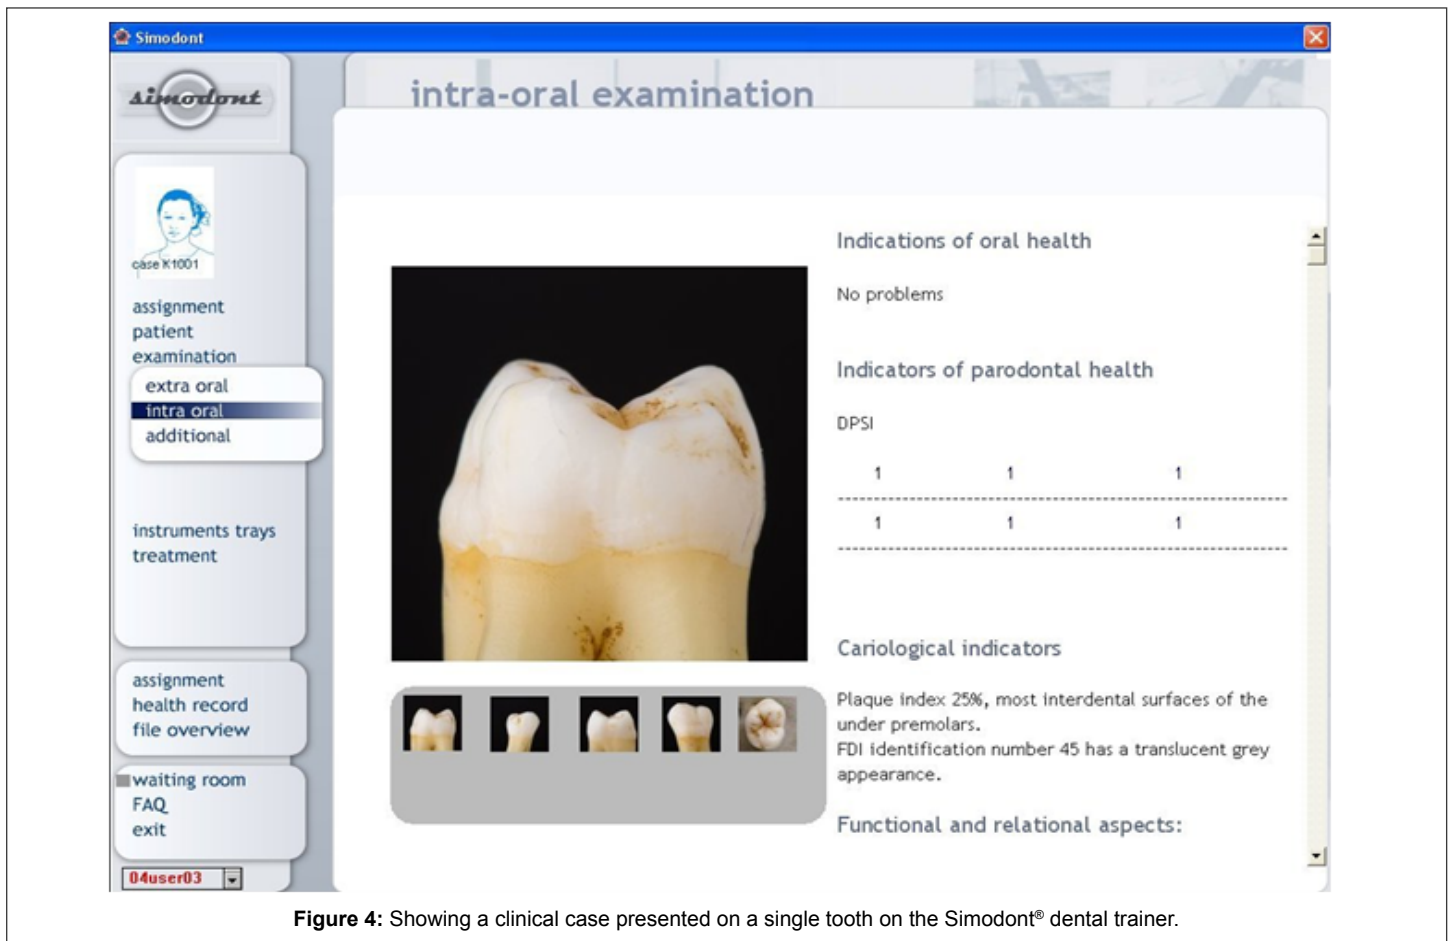 Simodont
simodont
intra-oral examination
case K1001
assignment
patient
examination
extra oral
intra oral
additional
instruments trays
treatment
assignment
health record
file overview
waiting room
FAQ
exit
04user03
Indications of oral health
No problems
Indicators of parodontal health
DPSI
1 1 1
1 1 1
Cariological indicators
Plaque index 25%, most interdental surfaces of the
under premolars.
FDI identification number 45 has a translucent grey
appearance.
Functional and relational aspects:
Figure 4: Showing a clinical case presented on a single tooth on the Simodont® dental trainer.